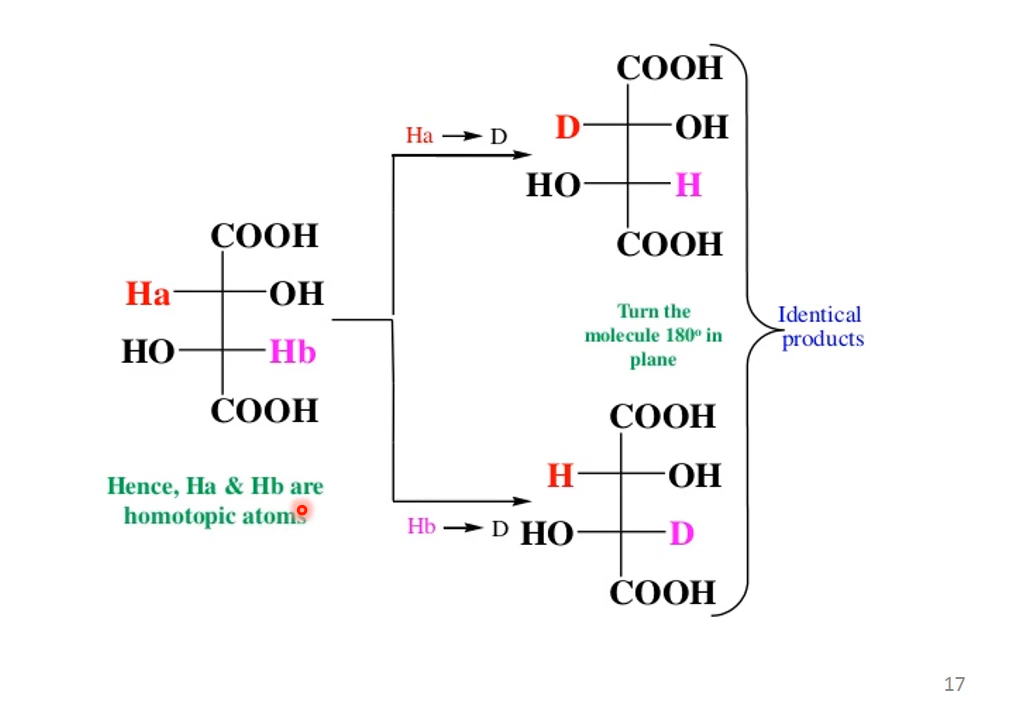 COOH
D OH
HO H
COOH
Ha → D
COOH
Ha OH
HO Hb
COOH
Turn the
molecule 180º in
plane
Identical
products
Hence, Ha & Hb are
homotopic atoms
Hb → D
COOH
H OH
HO D
COOH
17